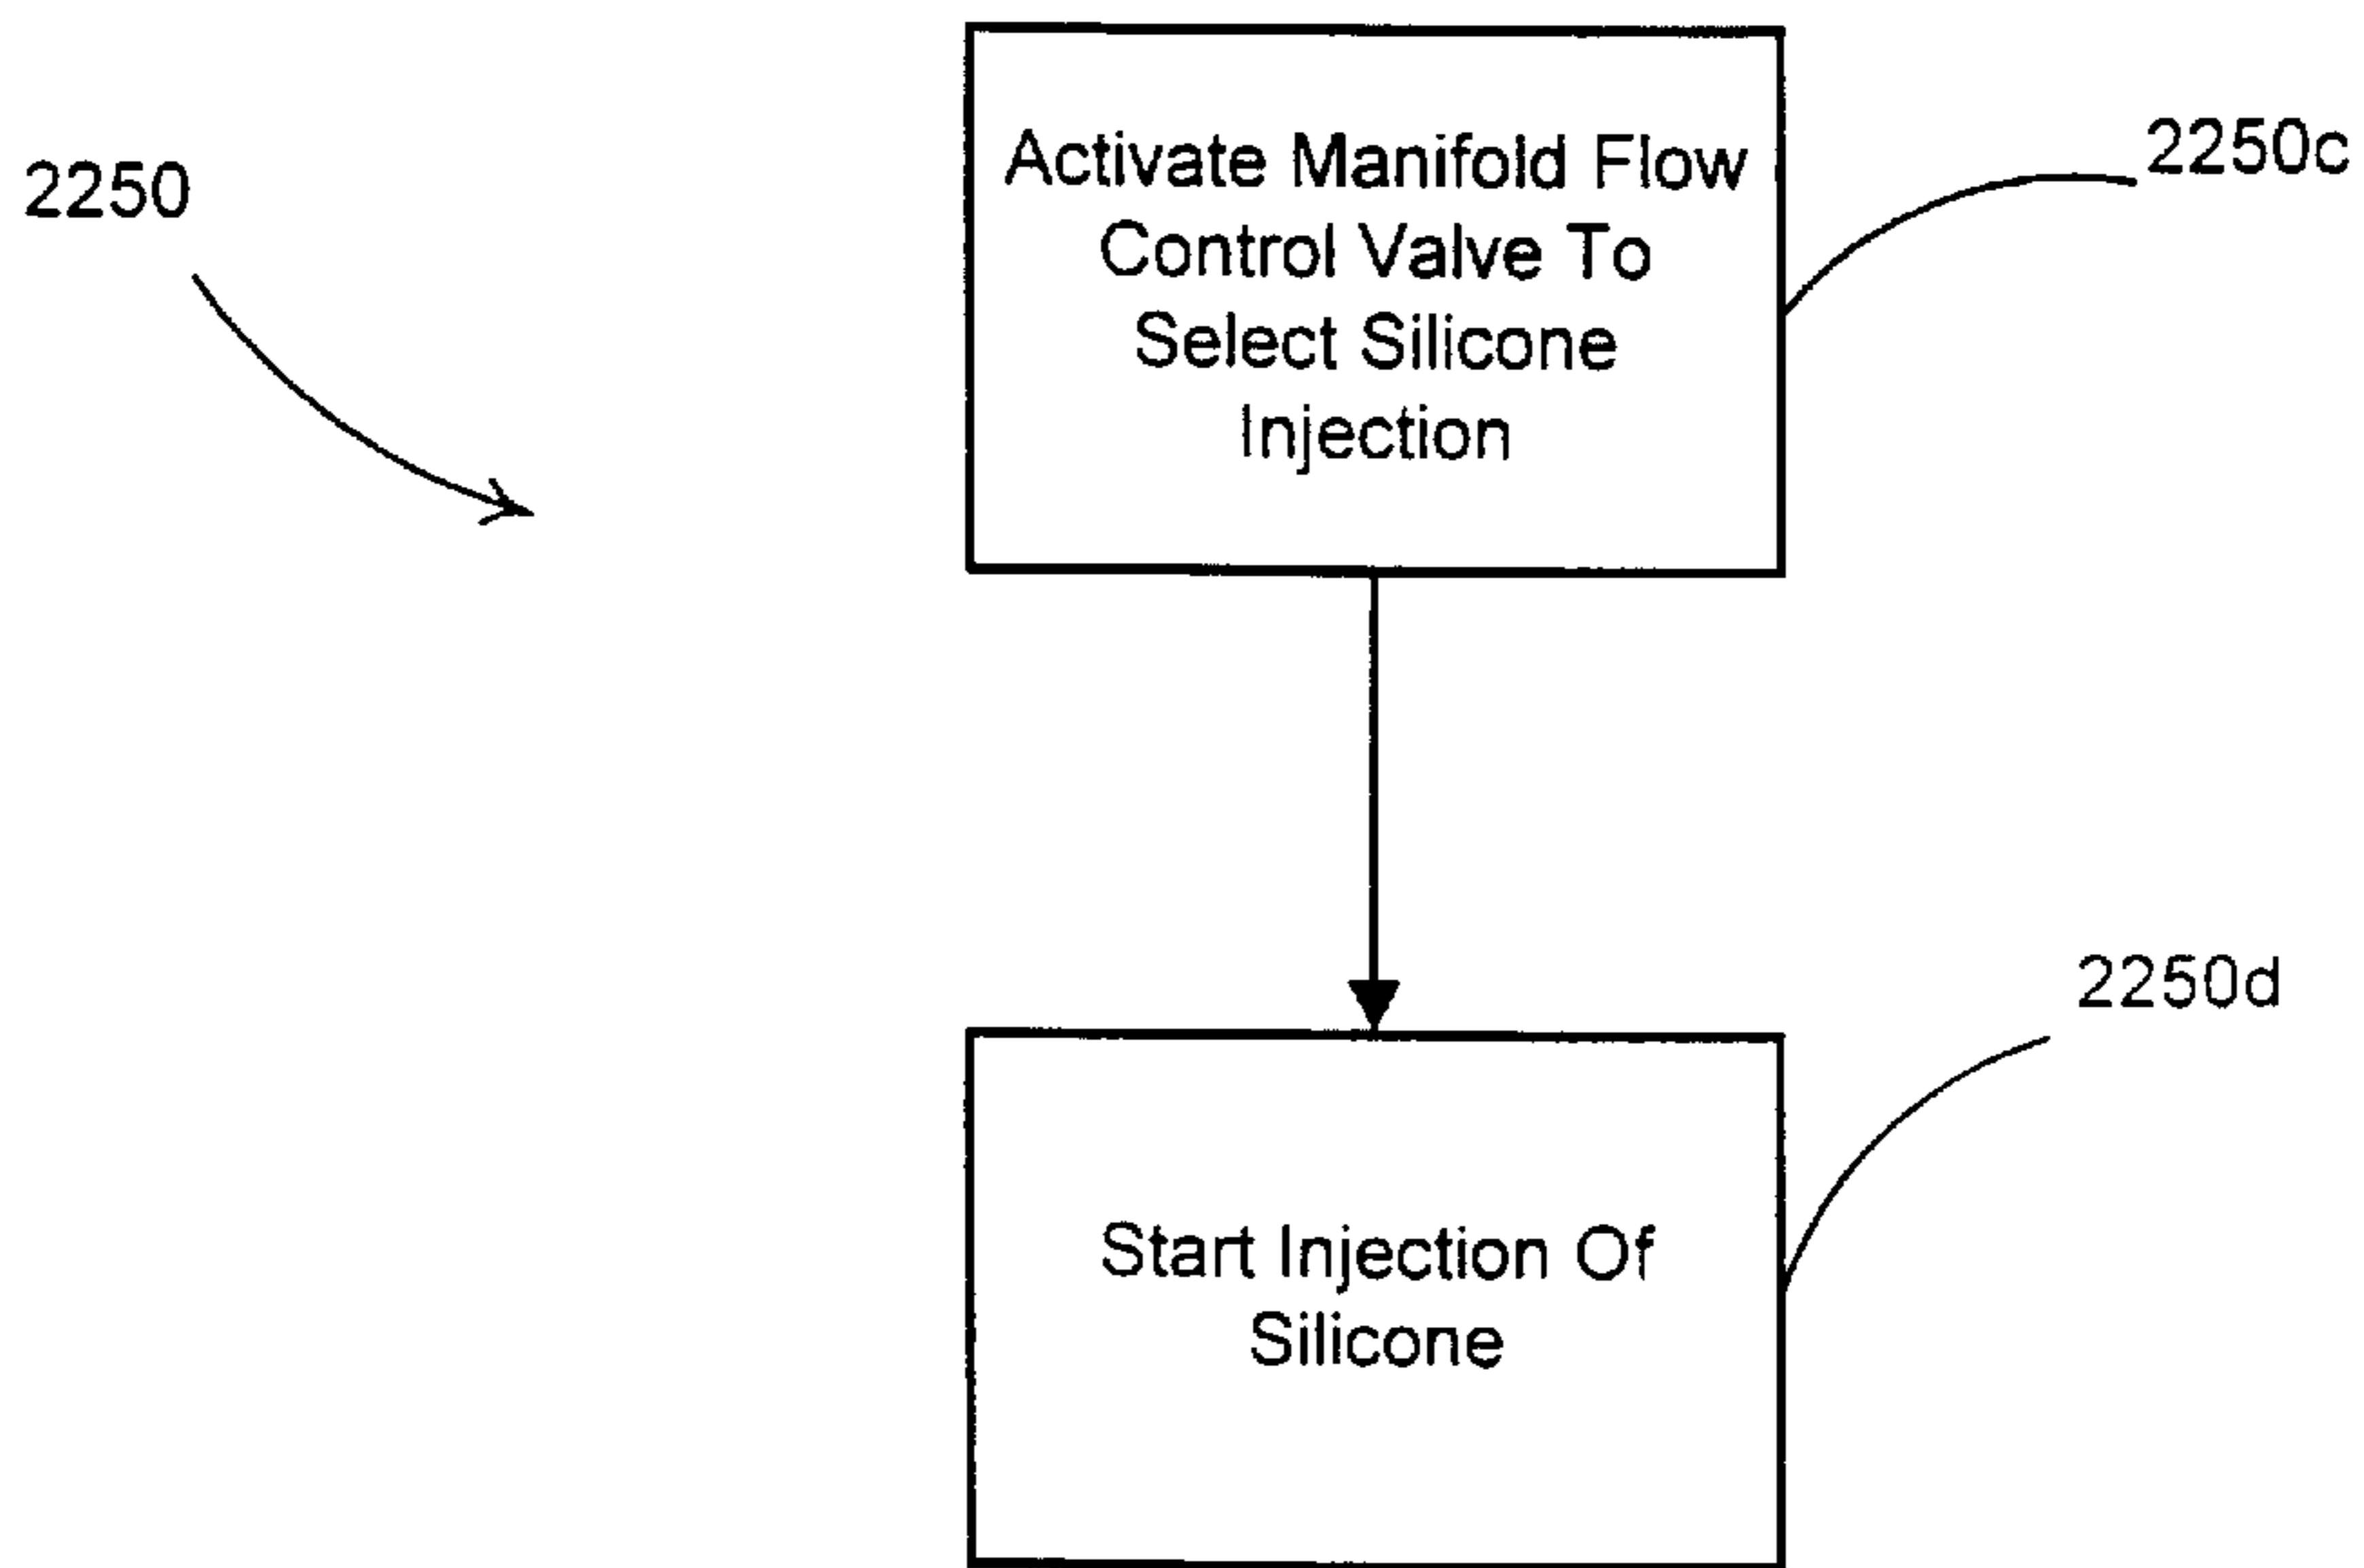 2250
Activate Manifold Flow
Control Valve To
Select Silicone
Injection
2250c
2250d
Start Injection Of
Silicone